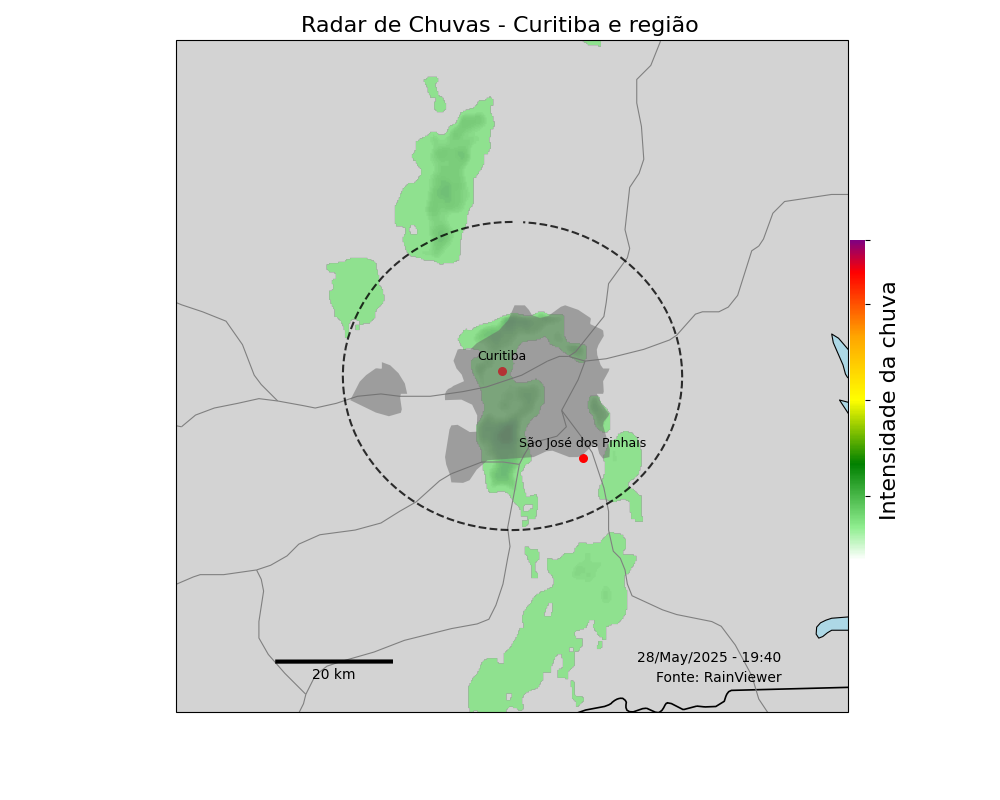 Radar de Chuvas - Curitiba e região
Curitiba
São José dos Pinhais
Intensidade da chuva
20 km
28/May/2025 - 19:40
Fonte: RainViewer